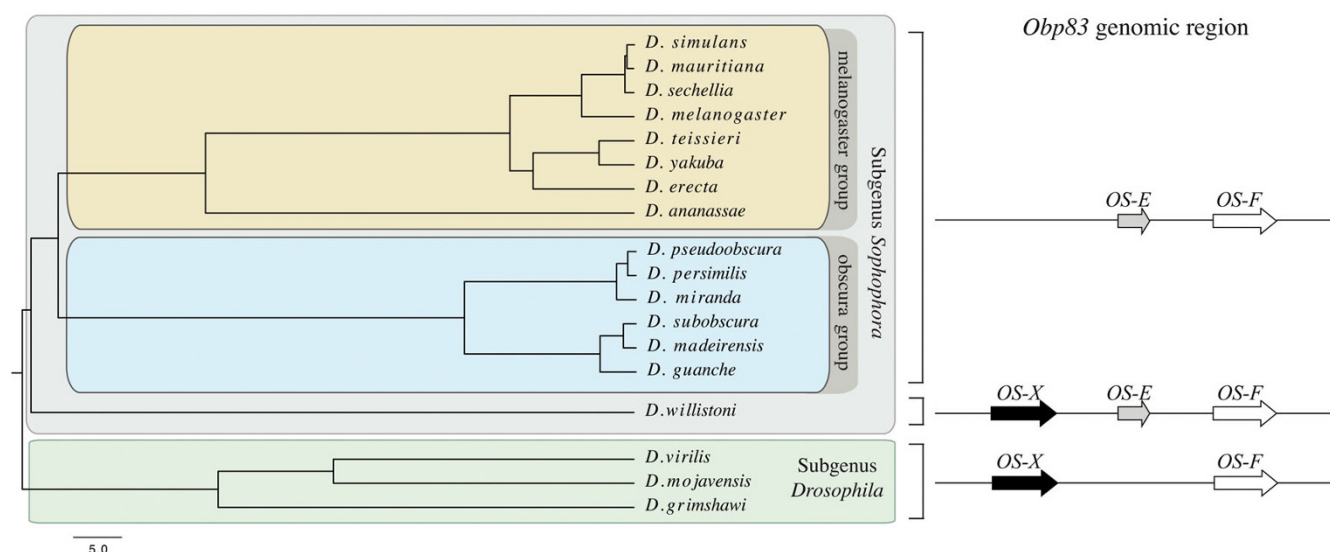 Obp83 genomic region
D. simulans
D. mauritiana
D. sechellia
D. melanogaster
D. teissieri
D. yakuba
D. erecta
D. ananassae
melanogaster group
D. pseudoobscura
D. persimilis
D. miranda
D. subobscura
D. madeirensis
D. guanche
obscura group
Subgenus Sophophora
OS-E OS-F
D.willistoni
OS-X OS-E OS-F
D.virilis
D.mojavensis
D.grimshawi
Subgenus
Drosophila
OS-X OS-F
5.0